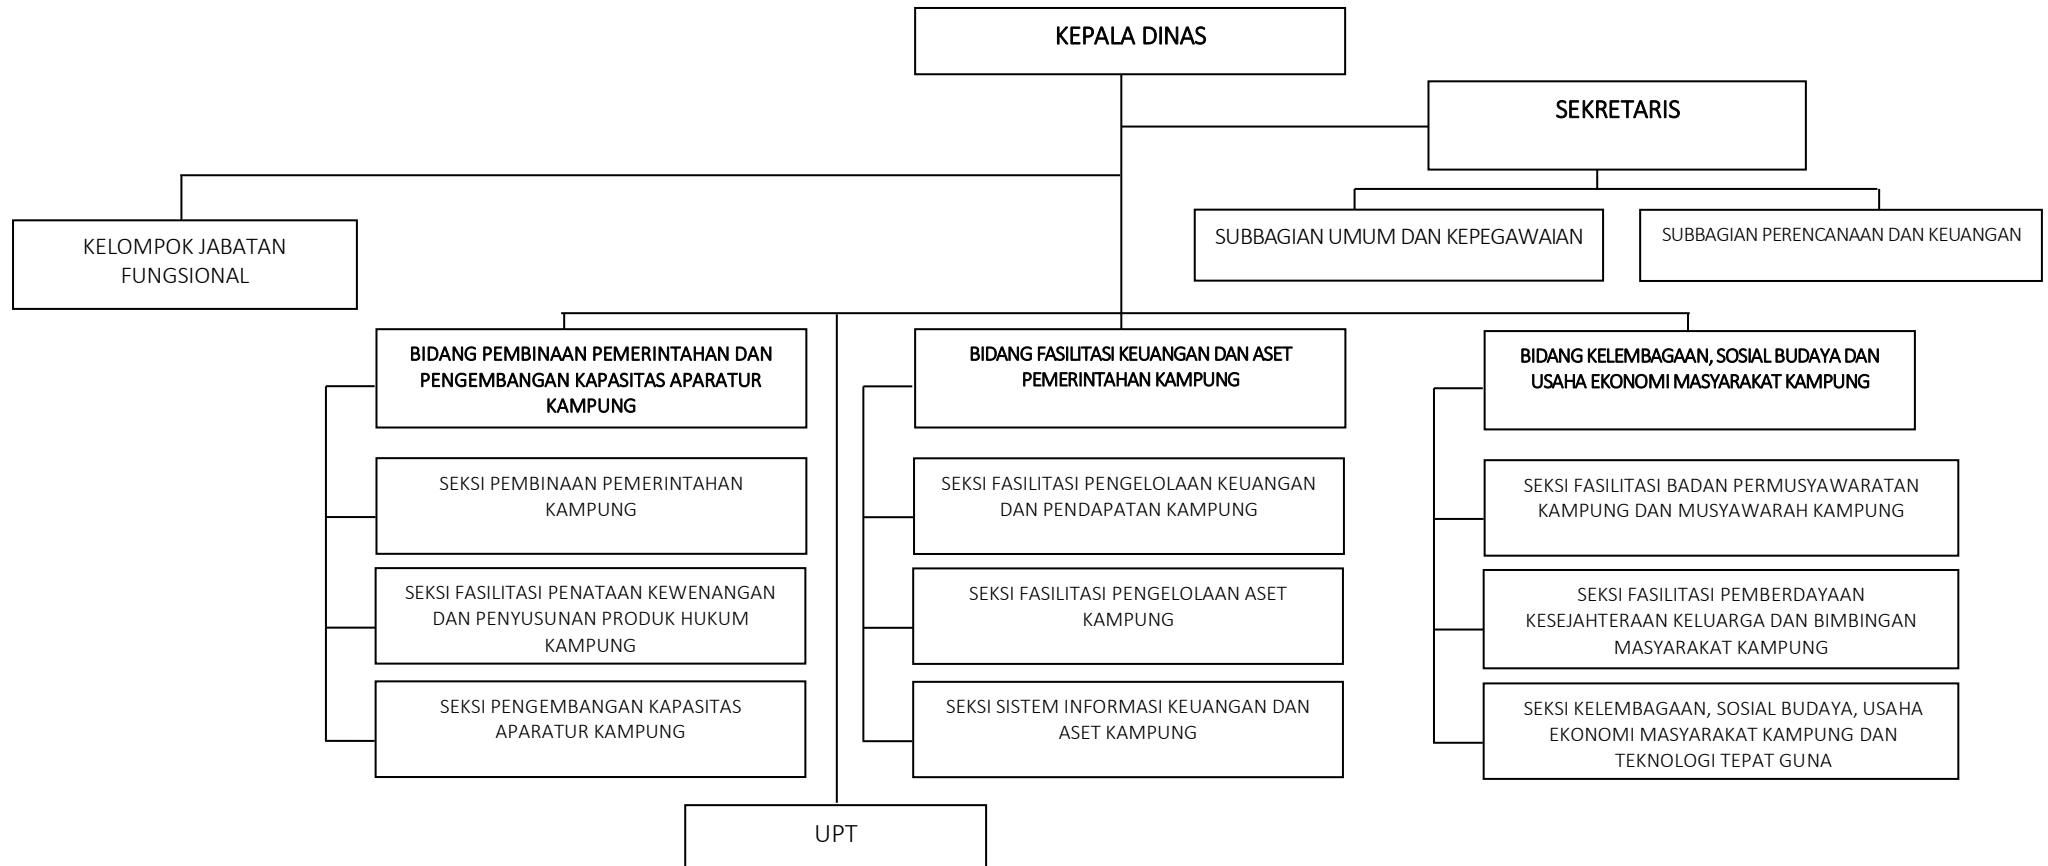 KEPALA DINAS
SEKRETARIS
KELOMPOK JABATAN
FUNGSIONAL
SUBBAGIAN UMUM DAN KEPEGAWAIAN
SUBBAGIAN PERENCANAAN DAN KEUANGAN
BIDANG PEMBINAAN PEMERINTAHAN DAN
PENGEMBANGAN KAPASITAS APARATUR
KAMPUNG
SEKSI PEMBINAAN PEMERINTAHAN
KAMPUNG
SEKSI FASILITASI PENATAAN KEWENANGAN
DAN PENYUSUNAN PRODUK HUKUM
KAMPUNG
SEKSI PENGEMBANGAN KAPASITAS
APARATUR KAMPUNG
BIDANG FASILITASI KEUANGAN DAN ASET
PEMERINTAHAN KAMPUNG
SEKSI FASILITASI PENGELOLAAN KEUANGAN
DAN PENDAPATAN KAMPUNG
SEKSI FASILITASI PENGELOLAAN ASET
KAMPUNG
SEKSI SISTEM INFORMASI KEUANGAN DAN
ASET KAMPUNG
BIDANG KELEMBAGAAN, SOSIAL BUDAYA DAN
USAHA EKONOMI MASYARAKAT KAMPUNG
SEKSI FASILITASI BADAN PERMUSYAWARATAN
KAMPUNG DAN MUSYAWARAH KAMPUNG
SEKSI FASILITASI PEMBERDAYAAN
KESEJAHTERAAN KELUARGA DAN BIMBINGAN
MASYARAKAT KAMPUNG
SEKSI KELEMBAGAAN, SOSIAL BUDAYA, USAHA
EKONOMI MASYARAKAT KAMPUNG DAN
TEKNOLOGI TEPAT GUNA
UPT